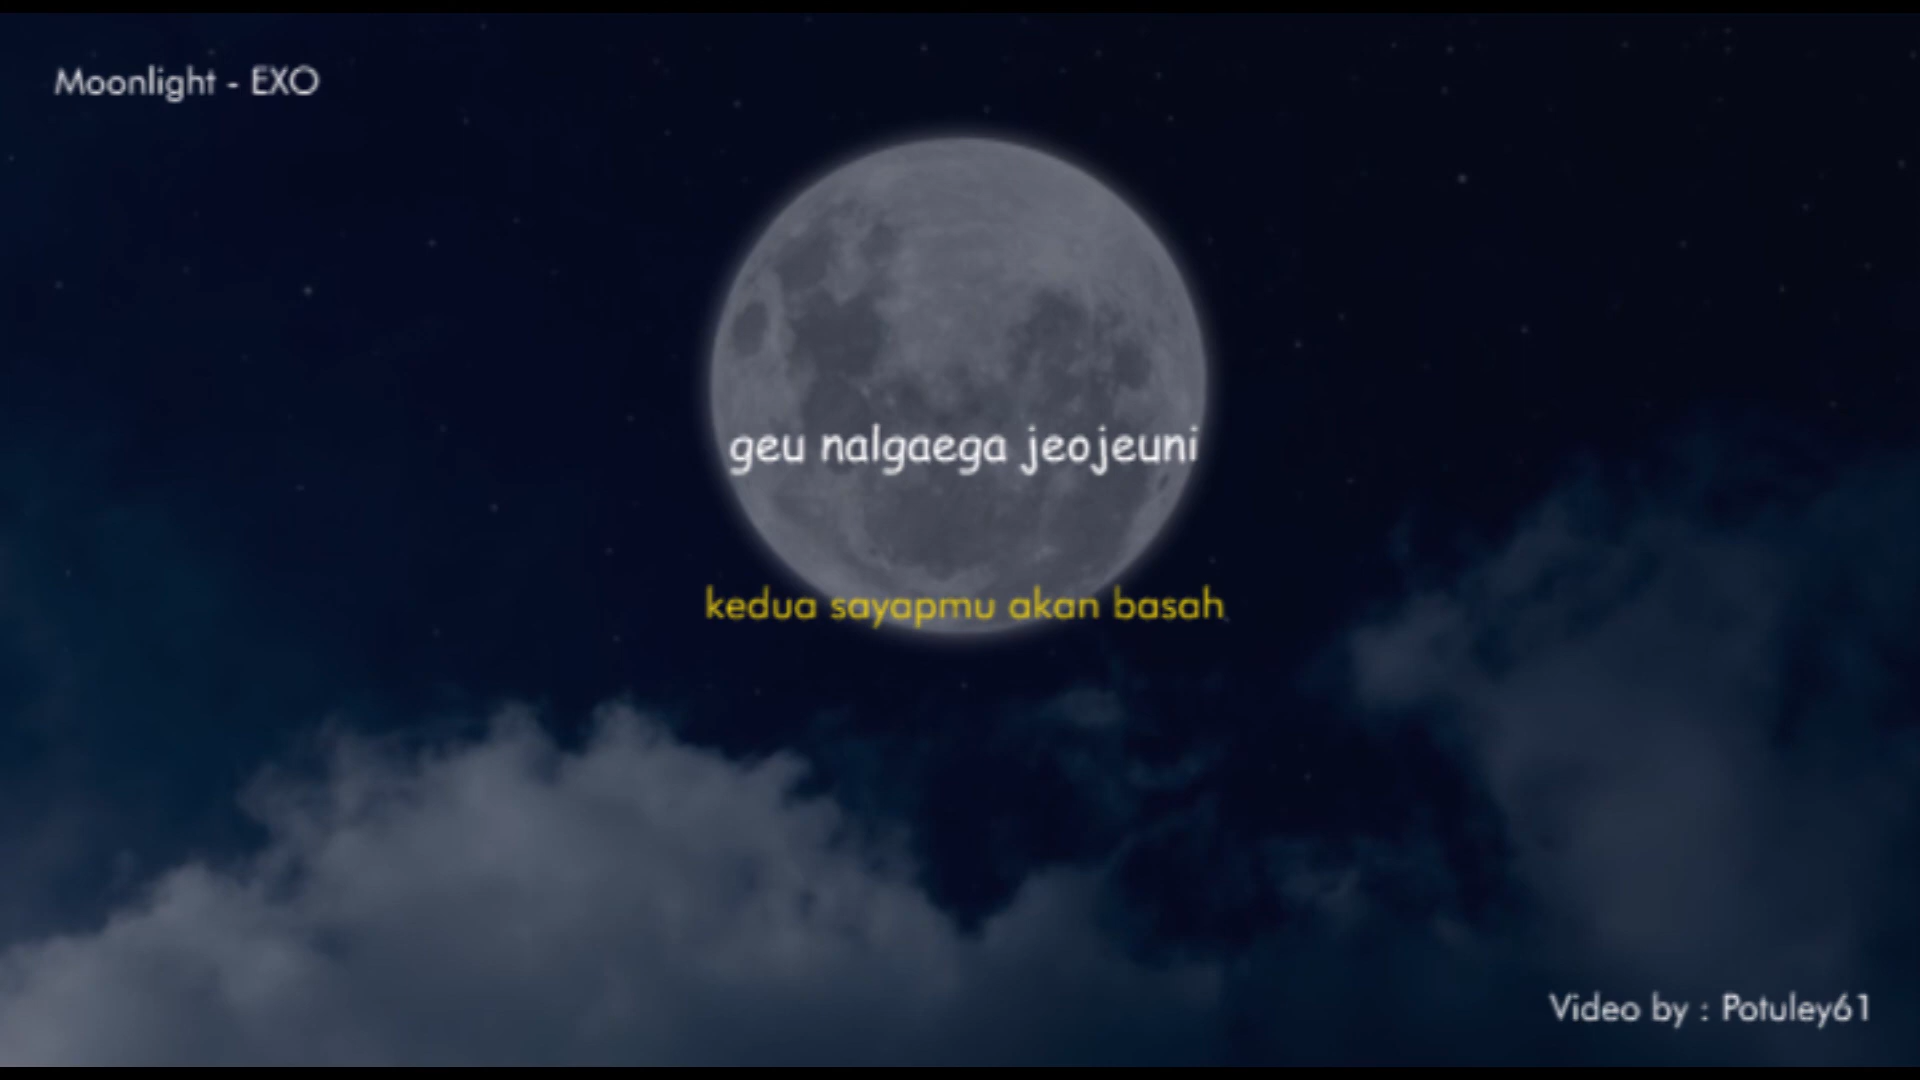 Moonlight - EXO
geu nalgaega jeojeuni
kedua sayapmu akan basah
Video by : Potuley61